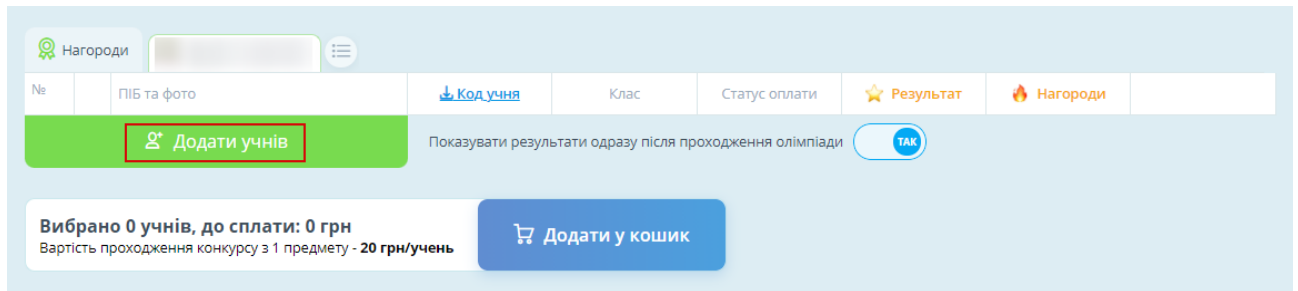 Нагороди
№ ПІБ та фото Код учня Клас Статус оплати Результат Нагороди
Додати учнів Показувати результати одразу після проходження олімпіади ТАК
Вибрано 0 учнів, до сплати: 0 грн
Вартість проходження конкурсу з 1 предмету - 20 грн/учень
Додати у кошик